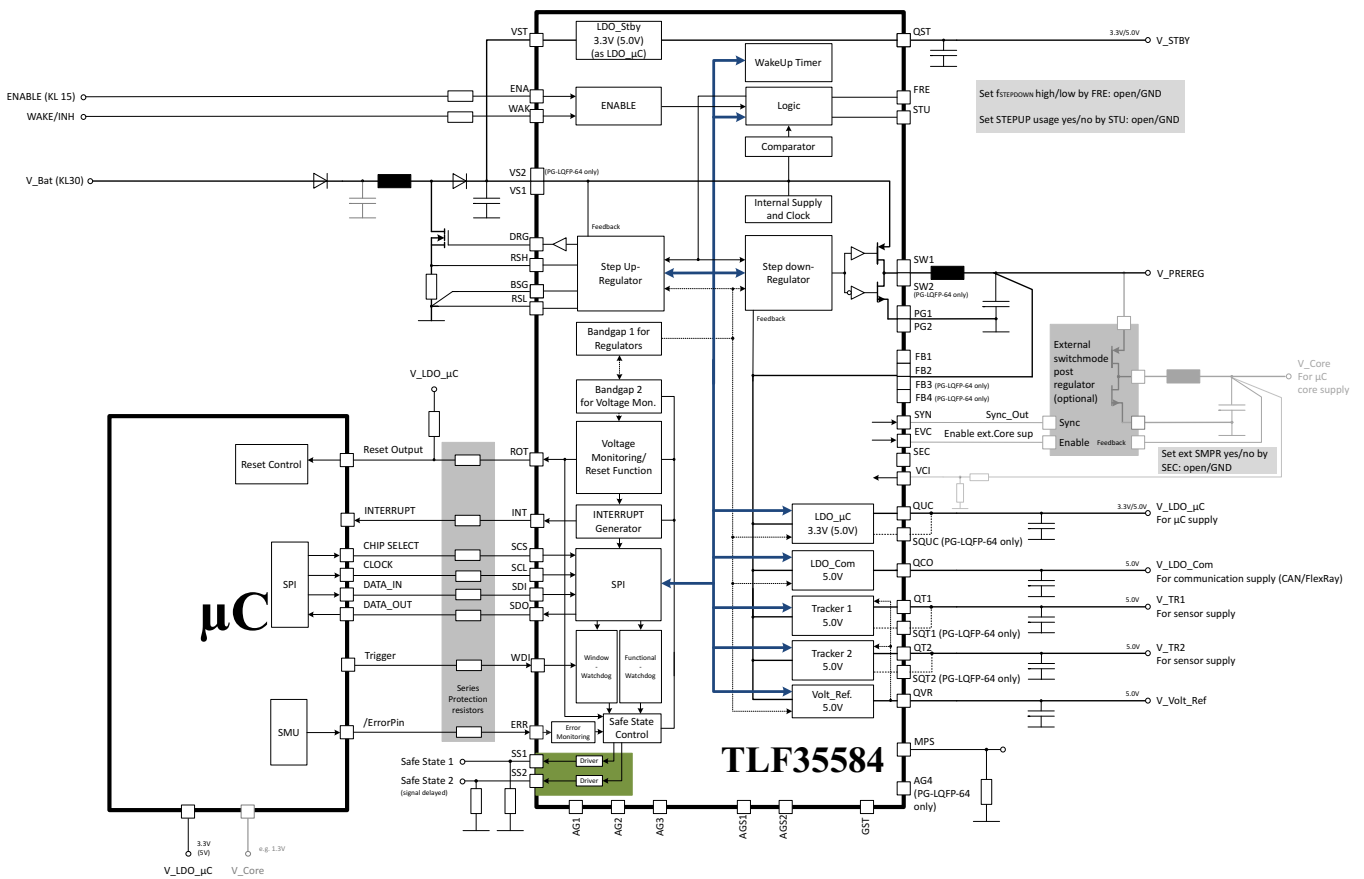 VST
LDO_Stby
3.3V (5.0V)
(as LDO_µC)
QST
3.3V/5.0V
V_STBY
WakeUp Timer
ENABLE (KL 15)
ENA
ENABLE
Logic
FRE
Set fSTEPDOWN high/low by FRE: open/GND
WAKE/INH
WAK
STU
Set STEPUP usage yes/no by STU: open/GND
Comparator
V_Bat (KL30)
VS2
(PG-LQFP-64 only)
VS1
Internal Supply
and Clock
Feedback
DRG
RSH
BSG
RSL
Step Up-
Regulator
Step down-
Regulator
Feedback
SW1
SW2
(PG-LQFP-64 only)
V_PREREG
PG1
PG2
Bandgap 1 for
Regulators
External
switchmode
post
regulator
(optional)
Sync
Enable
Feedback
V_Core
For µC
core supply
FB1
FB2
FB3 (PG-LQFP-64 only)
FB4 (PG-LQFP-64 only)
V_LDO_µC
Bandgap 2
for Voltage Mon.
SYN
Sync_Out
EVC
Enable ext.Core sup
SEC
VCI
Set ext SMPR yes/no by
SEC: open/GND
Reset Control
Reset Output
ROT
Voltage
Monitoring/
Reset Function
INTERRUPT
INT
INTERRUPT
Generator
LDO_µC
3.3V (5.0V)
QUC
3.3V/5.0V
V_LDO_µC
For µC supply
SQUC (PG-LQFP-64 only)
µC
SPI
CHIP SELECT
SCS
CLOCK
SCL
DATA_IN
SDI
DATA_OUT
SDO
SPI
LDO_Com
5.0V
QCO
5.0V
V_LDO_Com
For communication supply (CAN/FlexRay)
Tracker 1
5.0V
QT1
5.0V
V_TR1
For sensor supply
SQT1 (PG-LQFP-64 only)
Trigger
WDI
Window
-
Watchdog
Functional
-
Watchdog
Tracker 2
5.0V
QT2
5.0V
V_TR2
For sensor supply
SQT2 (PG-LQFP-64 only)
Series
Protection
resistors
Volt_Ref.
5.0V
QVR
5.0V
V_Volt_Ref
SMU
/ErrorPin
ERR
Error
Monitoring
Safe State
Control
TLF35584
MPS
Safe State 1
SS1
Driver
Safe State 2
(signal delayed)
SS2
Driver
AG4
(PG-LQFP-64
only)
AG1
AG2
AG3
AGS1
AGS2
GST
3.3V
(5V)
e.g. 1.3V
V_LDO_µC
V_Core